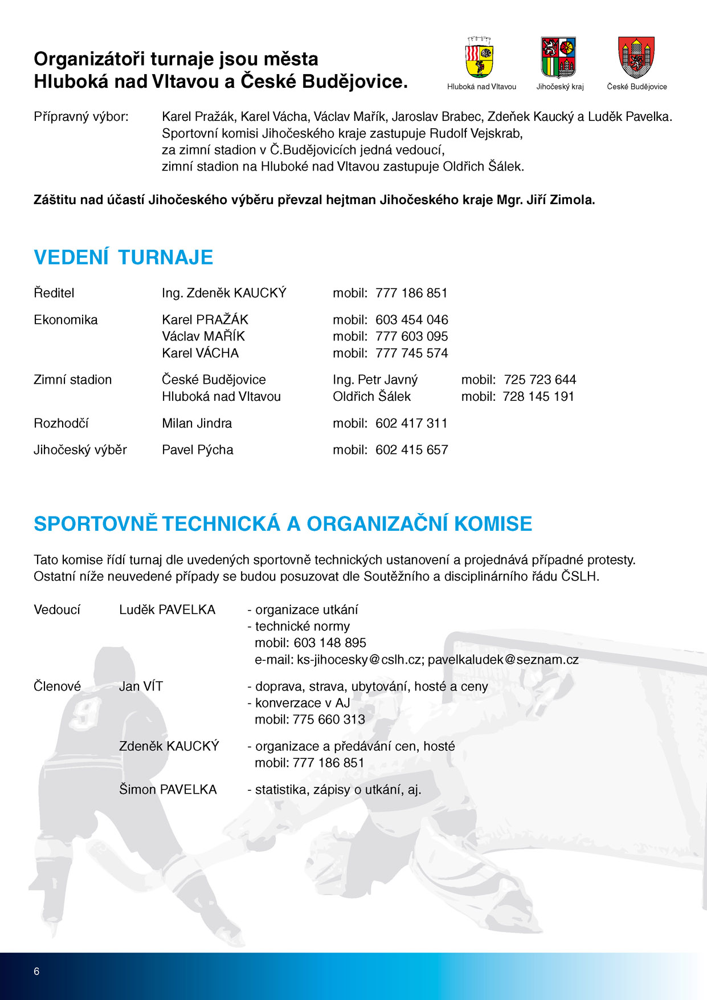 Organizátoři turnaje jsou města
Hluboká nad Vltavou a České Budějovice.
Hluboká nad Vltavou
Jihočeský kraj
České Budějovice
Přípravný výbor: Karel Pražák, Karel Vácha, Václav Mařík, Jaroslav Brabec, Zdeňek Kaucký a Luděk Pavelka.
Sportovní komisi Jihočeského kraje zastupuje Rudolf Vejskrab,
za zimní stadion v Č.Budějovicích jedná vedoucí,
zimní stadion na Hluboké nad Vltavou zastupuje Oldřich Šálek.
Záštitu nad účastí Jihočeského výběru převzal hejtman Jihočeského kraje Mgr. Jiří Zimola.
VEDENÍ TURNAJE
Ředitel Ing. Zdeněk KAUCKÝ mobil: 777 186 851
Ekonomika Karel PRAŽÁK mobil: 603 454 046
Václav MAŘÍK mobil: 777 603 095
Karel VÁCHA mobil: 777 745 574
Zimní stadion České Budějovice Ing. Petr Javný mobil: 725 723 644
Hluboká nad Vltavou Oldřich Šálek mobil: 728 145 191
Rozhodčí Milan Jindra mobil: 602 417 311
Jihočeský výběr Pavel Pýcha mobil: 602 415 657
SPORTOVNĚ TECHNICKÁ A ORGANIZAČNÍ KOMISE
Tato komise řídí turnaj dle uvedených sportovně technických ustanovení a projednává případné protesty.
Ostatní níže neuvedené případy se budou posuzovat dle Soutěžního a disciplinárního řádu ČSLH.
Vedoucí Luděk PAVELKA - organizace utkání
- technické normy
mobil: 603 148 895
e-mail: ks-jihocesky@cslh.cz; pavelkaludek@seznam.cz
Členové Jan VÍT - doprava, strava, ubytování, hosté a ceny
- konverzace v AJ
mobil: 775 660 313
Zdeněk KAUCKÝ - organizace a předávání cen, hosté
mobil: 777 186 851
Šimon PAVELKA - statistika, zápisy o utkání, aj.
9
6